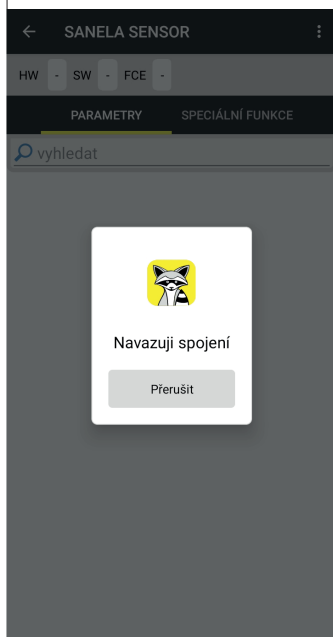 SANELA SENSOR
HW - SW - FCE -
PARAMETRY SPECIÁLNÍ FUNKCE
vyhledat
Navazuji spojení
Přerušit